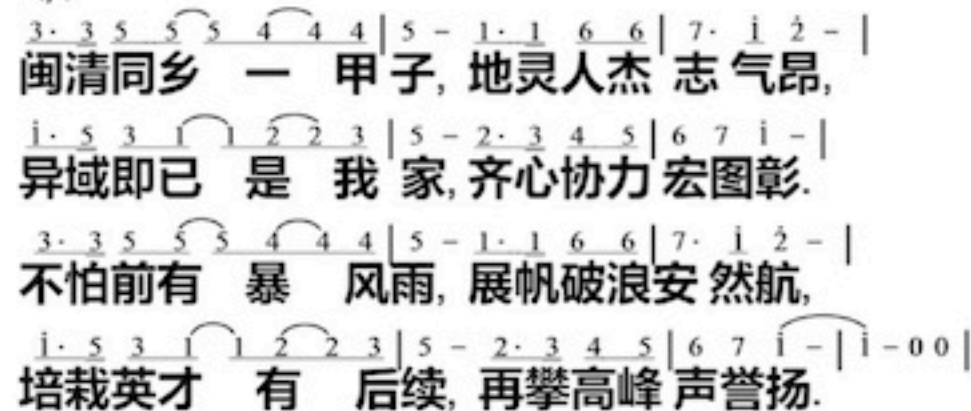 3· 3 5 5 5 4 4 4 | 5 - 1· 1 6 6 | 7· i 2̇ - |
闽清同乡 一 甲子, 地灵人杰 志气昂,
i· 5 3 1 1 2 2 3 | 5 - 2· 3 4 5 | 6 7 i - |
异域即已 是 我 家, 齐心协力 宏图彰.
3· 3 5 5 5 4 4 4 | 5 - 1· 1 6 6 | 7· i 2̇ - |
不怕前有 暴 风雨, 展帆破浪安 然航,
i· 5 3 1 1 2 2 3 | 5 - 2· 3 4 5 | 6 7 i - | i - 0 0 |
培栽英才 有 后续, 再攀高峰 声誉扬.